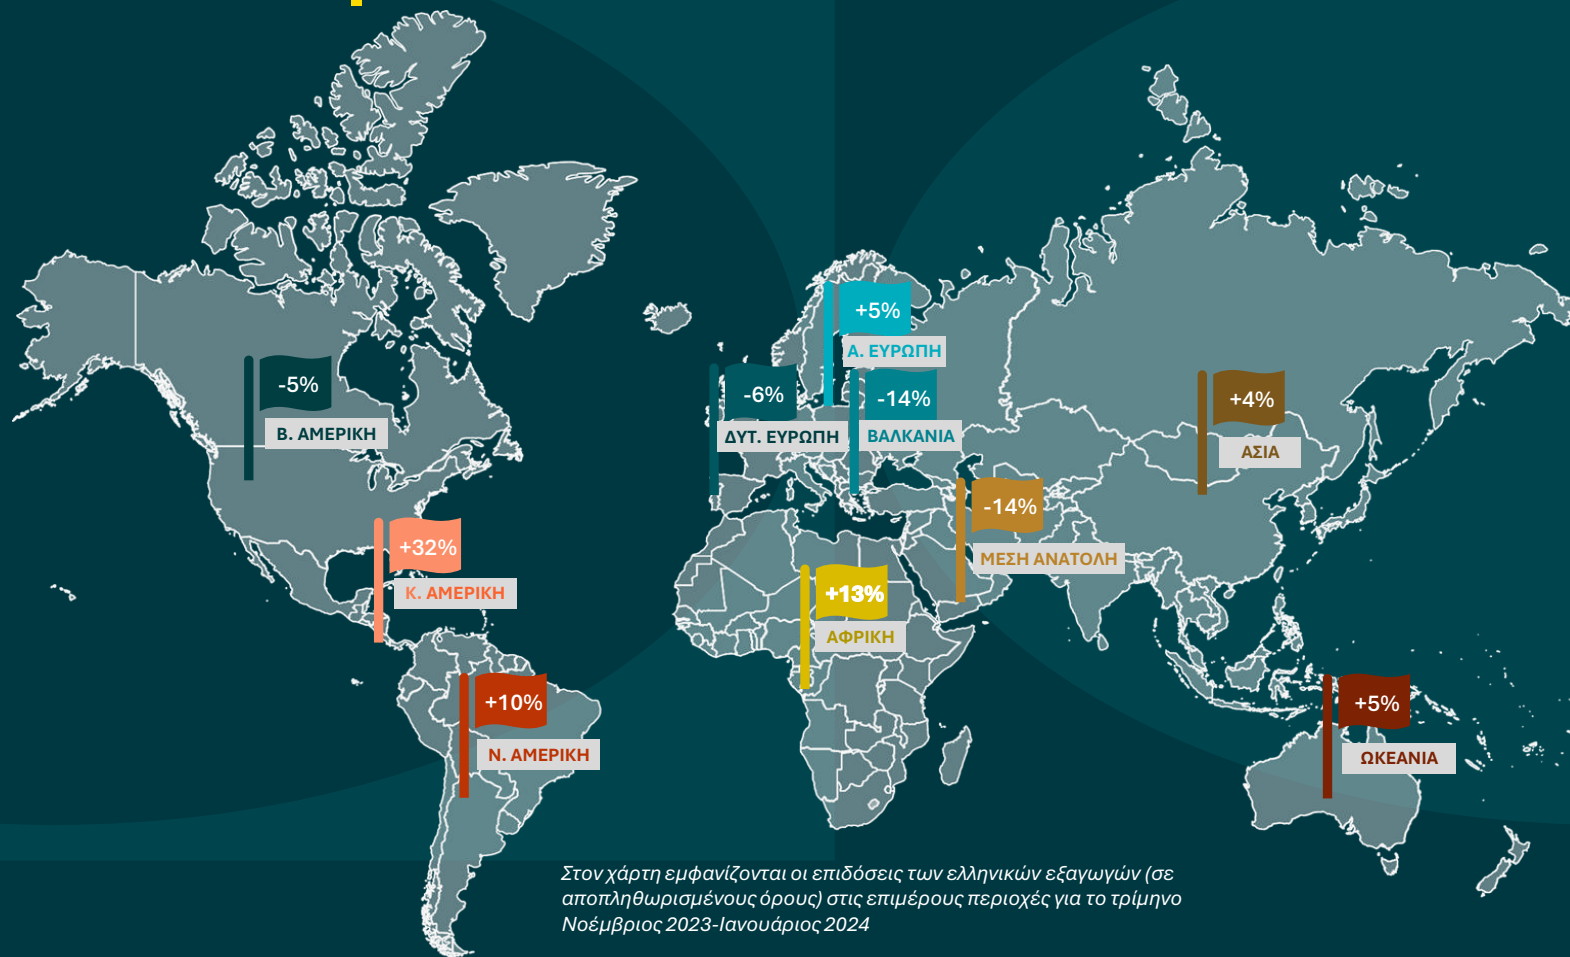 +5%
Α. ΕΥΡΩΠΗ
-5%
Β. ΑΜΕΡΙΚΗ
-6%
ΔΥΤ. ΕΥΡΩΠΗ
-14%
ΒΑΛΚΑΝΙΑ
+4%
ΑΣΙΑ
-14%
ΜΕΣΗ ΑΝΑΤΟΛΗ
+32%
Κ. ΑΜΕΡΙΚΗ
+13%
ΑΦΡΙΚΗ
+10%
Ν. ΑΜΕΡΙΚΗ
+5%
ΩΚΕΑΝΙΑ
Στον χάρτη εμφανίζονται οι επιδόσεις των ελληνικών εξαγωγών (σε
αποπληθωρισμένους όρους) στις επιμέρους περιοχές για το τρίμηνο
Νοέμβριος 2023-Ιανουάριος 2024